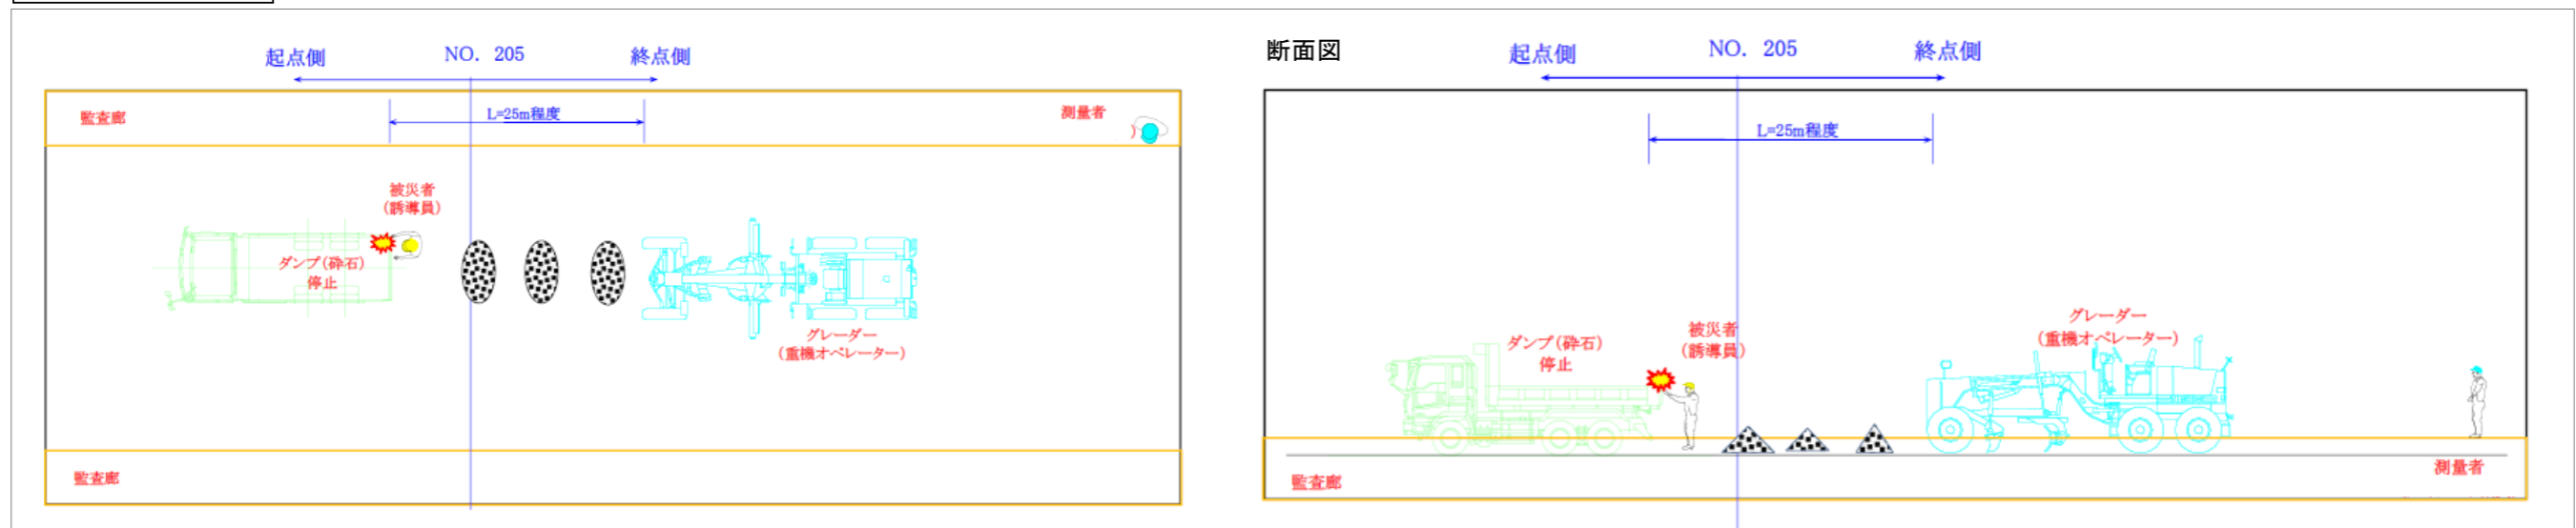 起点側
NO. 205
終点側
L=25m程度
監査廊
測量者
被災者
(誘導員)
ダンプ(砕石)
停止
グレーダー
(重機オペレーター)
監査廊
断面図
起点側
NO. 205
終点側
L=25m程度
グレーダー
(重機オペレーター)
被災者
(誘導員)
ダンプ(砕石)
停止
測量者
監査廊